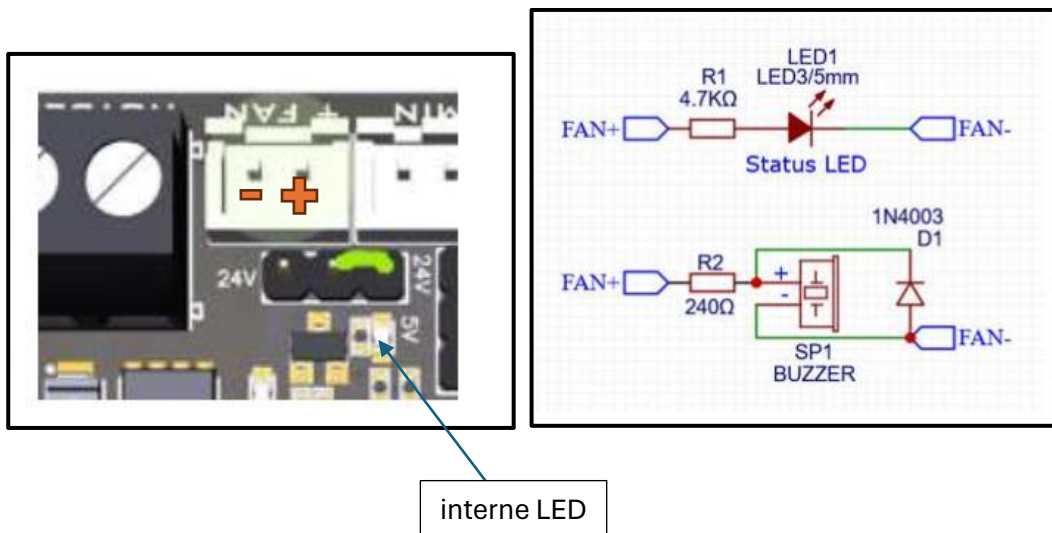 N FAN +
MIN
- +
24V
24V
5V
LED1
LED3/5mm
R1
4.7KΩ
FAN+
FAN-
Status LED
1N4003
D1
FAN+
R2
240Ω
+
-
FAN-
SP1
BUZZER
interne LED